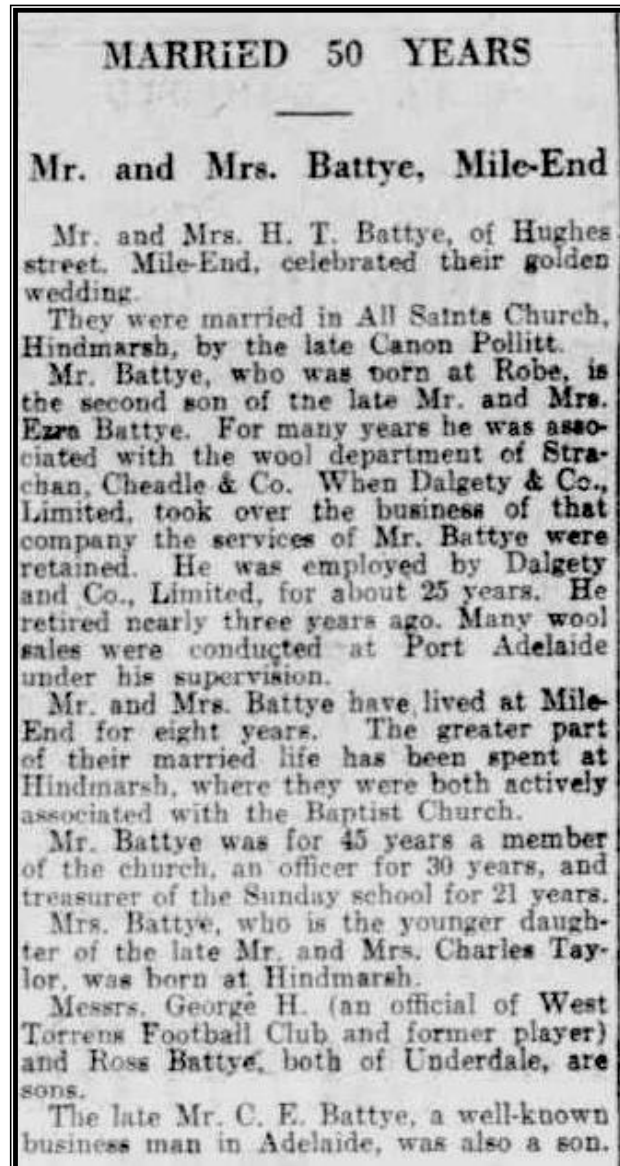 MARRIED 50 YEARS
Mr. and Mrs. Battye, Mile-End
Mr. and Mrs. H. T. Battye, of Hughes
street, Mile-End, celebrated their golden
wedding.
They were married in All Saints Church,
Hindmarsh, by the late Canon Pollitt.
Mr. Battye, who was born at Robe, is
the second son of the late Mr. and Mrs.
Ezra Battye. For many years he was asso-
ciated with the wool department of Stra-
chan, Cheadle & Co. When Dalgety & Co.,
Limited, took over the business of that
company the services of Mr. Battye were
retained. He was employed by Dalgety
and Co., Limited, for about 25 years. He
retired nearly three years ago. Many wool
sales were conducted at Port Adelaide
under his supervision.
Mr. and Mrs. Battye have lived at Mile-
End for eight years. The greater part
of their married life has been spent at
Hindmarsh, where they were both actively
associated with the Baptist Church.
Mr. Battye was for 45 years a member
of the church, an officer for 30 years, and
treasurer of the Sunday school for 21 years.
Mrs. Battye, who is the younger daugh-
ter of the late Mr. and Mrs. Charles Tay-
lor, was born at Hindmarsh.
Messrs. George H. (an official of West
Torrens Football Club and former player)
and Ross Battye, both of Underdale, are
sons.
The late Mr. C. E. Battye, a well-known
business man in Adelaide, was also a son.